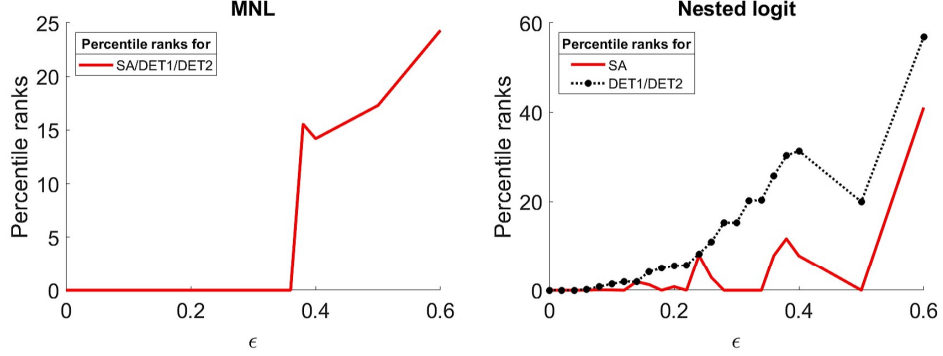 MNL
Percentile ranks for
SA/DET1/DET2
Percentile ranks
25
20
15
10
5
0
0
0.2
0.4
0.6
ϵ
Nested logit
Percentile ranks for
SA
DET1/DET2
Percentile ranks
60
40
20
0
0
0.2
0.4
0.6
ϵ